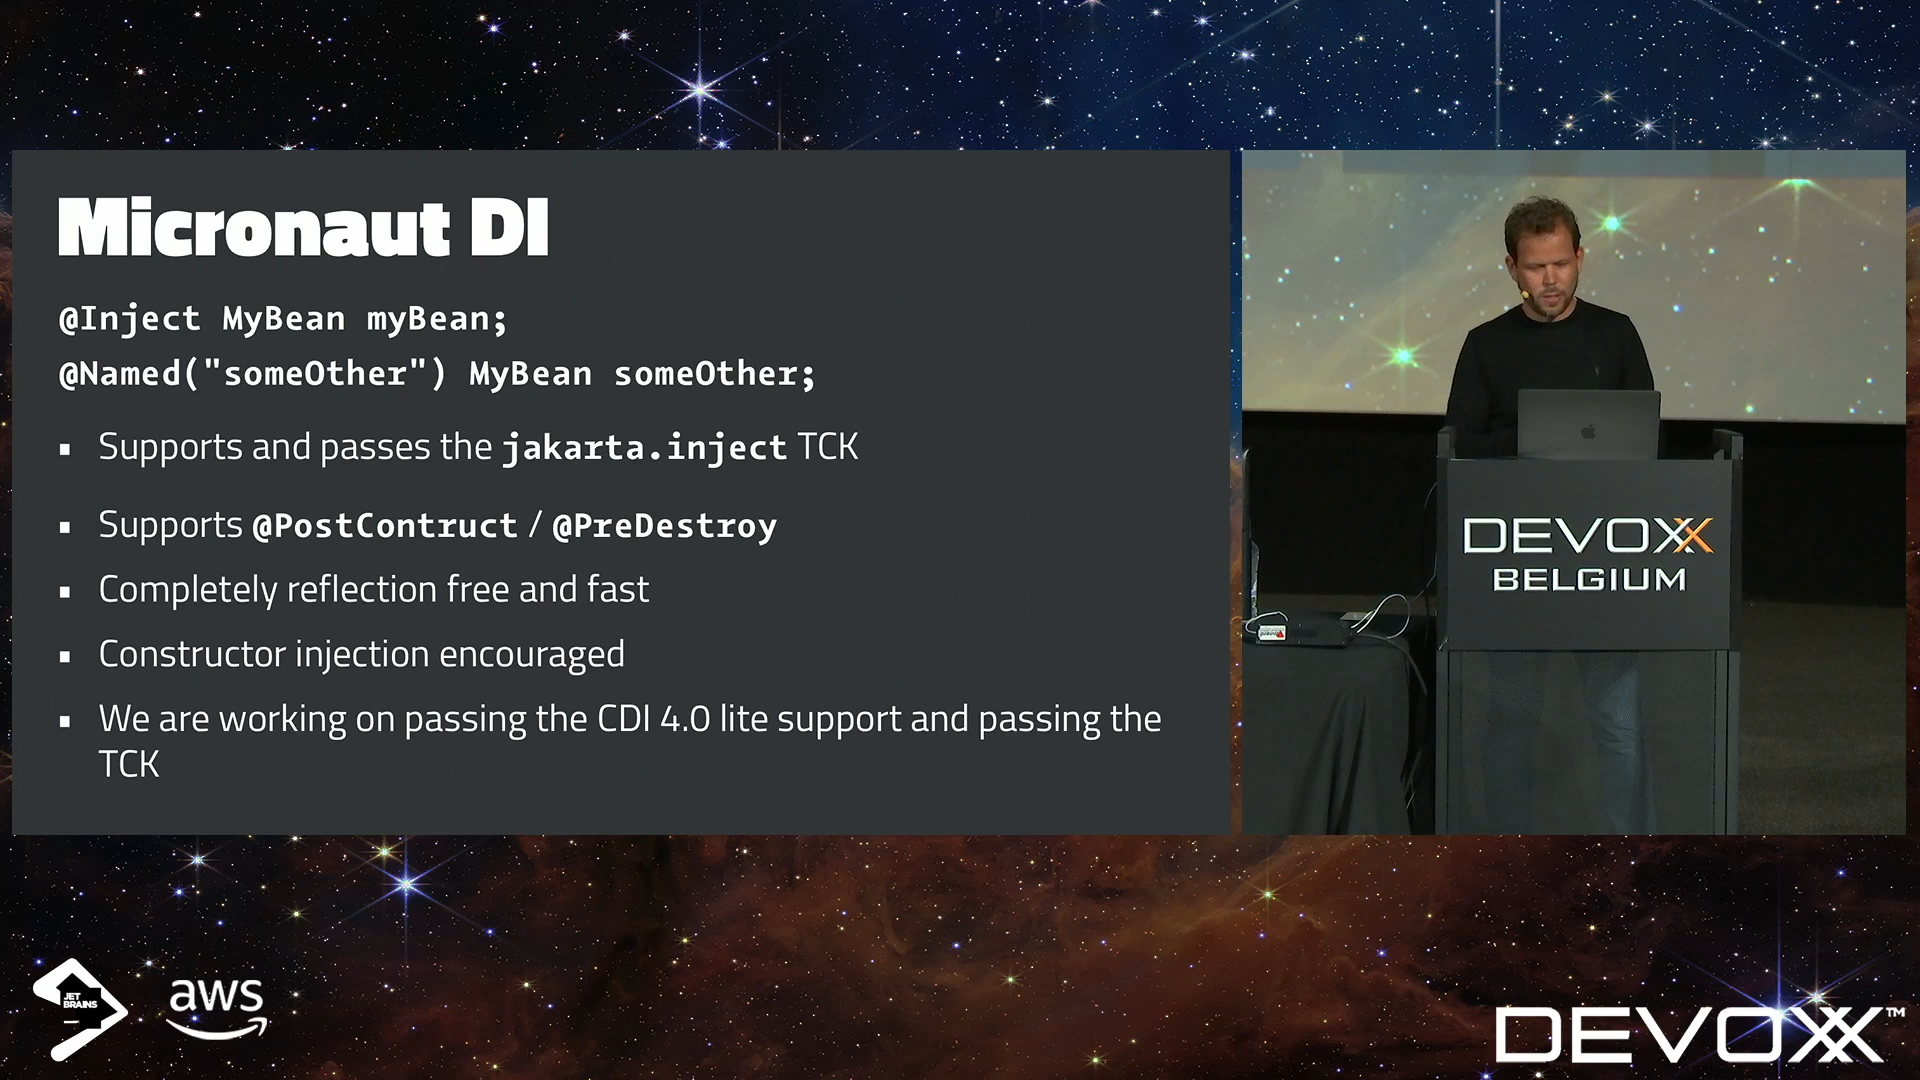 Micronaut DI
@Inject MyBean myBean;
@Named("someOther") MyBean someOther;
▪ Supports and passes the jakarta.inject TCK
▪ Supports @PostContruct / @PreDestroy
▪ Completely reflection free and fast
▪ Constructor injection encouraged
▪ We are working on passing the CDI 4.0 lite support and passing the
TCK
DEVOXX
BELGIUM
JET
BRAINS
aws
DEVOXX™